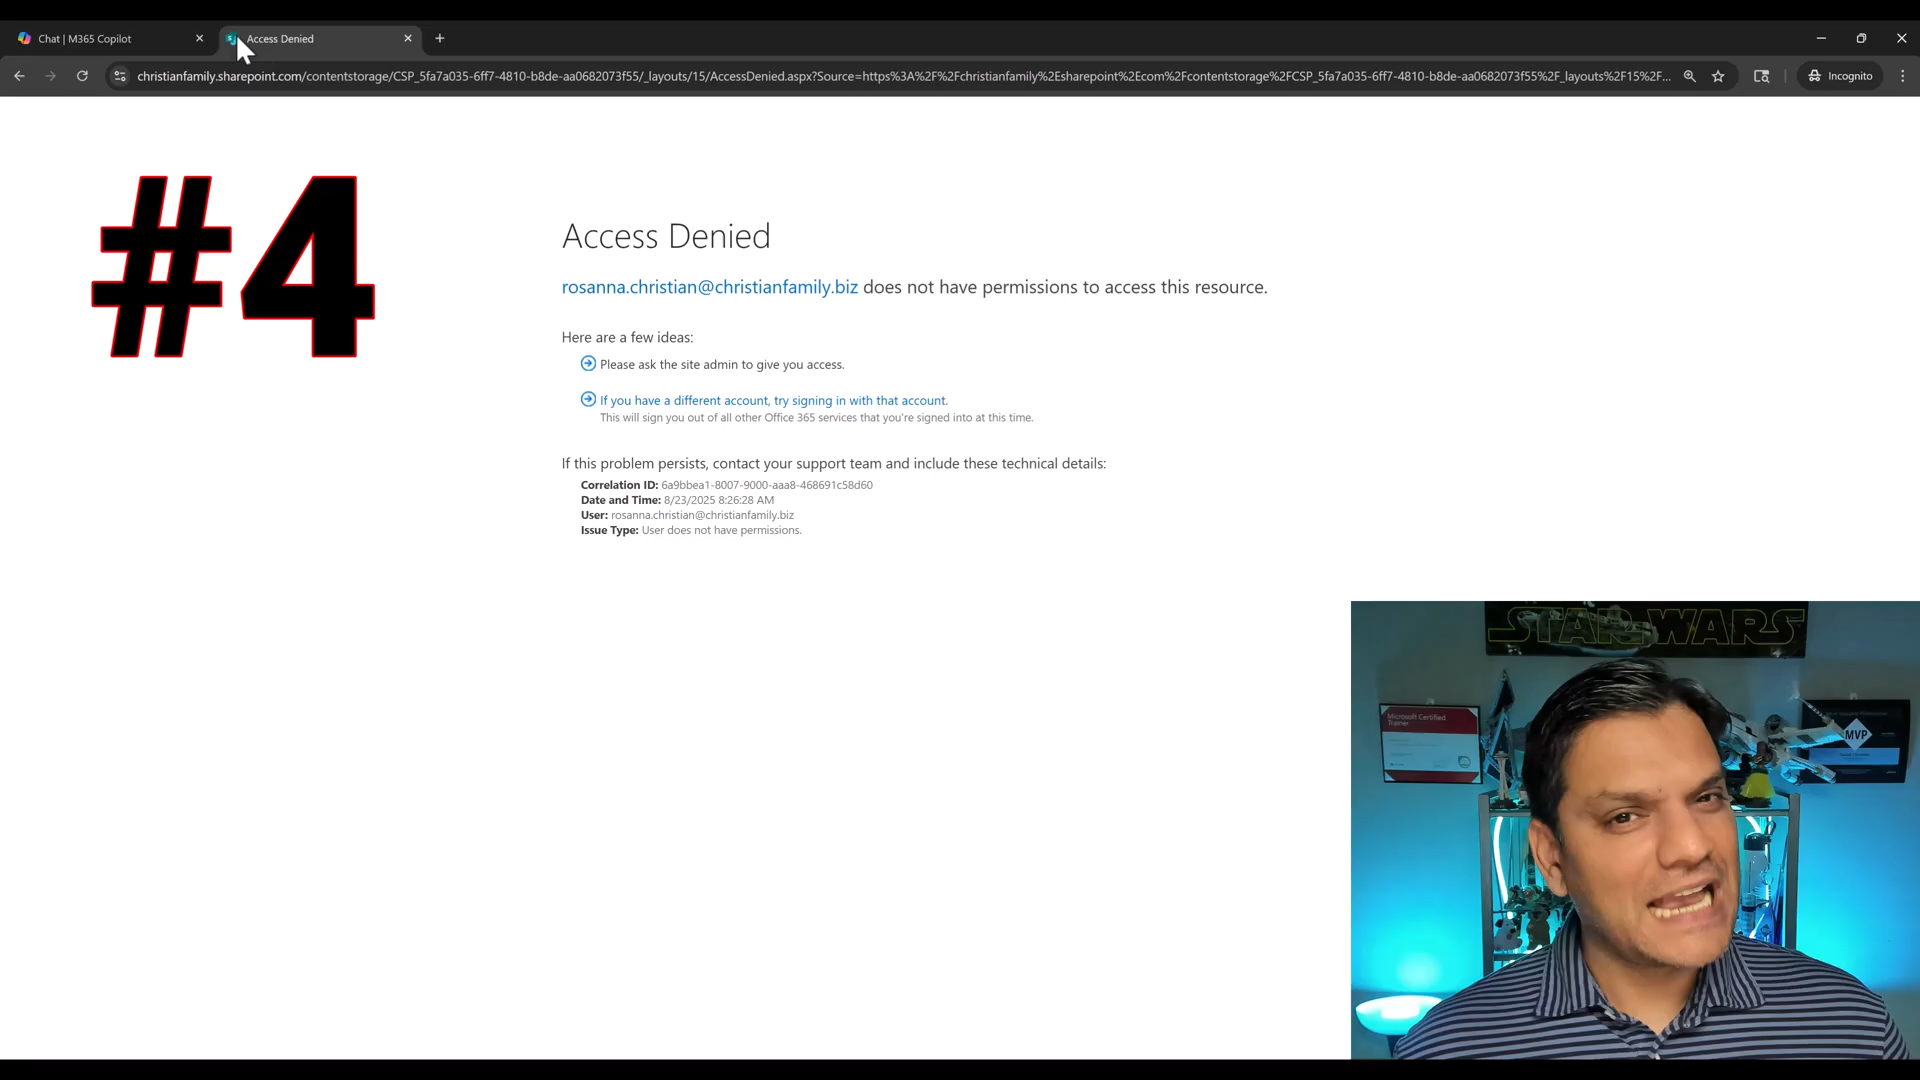 Chat | M365 Copilot
Access Denied
christianfamily.sharepoint.com/contentstorage/CSP_5fa7a035-6ff7-4810-b8de-aa0682073f55/_layouts/15/AccessDenied.aspx?Source=https%3A%2F%2Fchristianfamily%2Esharepoint%2Ecom%2Fcontentstorage%2FCSP_5fa7a035-6ff7-4810-b8de-aa0682073f55%2F_layouts%2F15%2F...
Incognito
#4
Access Denied
rosanna.christian@christianfamily.biz does not have permissions to access this resource.
Here are a few ideas:
Please ask the site admin to give you access.
If you have a different account, try signing in with that account.
This will sign you out of all other Office 365 services that you're signed into at this time.
If this problem persists, contact your support team and include these technical details:
Correlation ID: 6a9bbea1-8007-9000-aaa8-468691c58d60
Date and Time: 8/23/2025 8:26:28 AM
User: rosanna.christian@christianfamily.biz
Issue Type: User does not have permissions.
STAR WARS
Microsoft Certified
Trainer
MVP